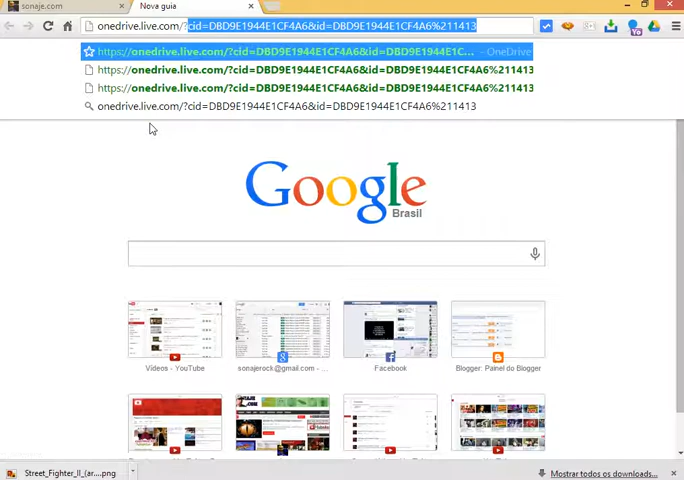 sonaje.com
Nova guia
onedrive.live.com/?cid=DBD9E1944E1CF4A6&id=DBD9E1944E1CF4A6%211413
https://onedrive.live.com/?cid=DBD9E1944E1CF4A6&id=DBD9E1944E1C... - OneDrive
https://onedrive.live.com/?cid=DBD9E1944E1CF4A6&id=DBD9E1944E1CF4A6%211413
https://onedrive.live.com/?cid=DBD9E1944E1CF4A6&id=DBD9E1944E1CF4A6%211413
onedrive.live.com/?cid=DBD9E1944E1CF4A6&id=DBD9E1944E1CF4A6%211413
Google
Brasil
Vídeos - YouTube
sonajerock@gmail.com - ...
Facebook
Blogger: Painel do Blogger
Street_Fighter_II_(ar....png
Mostrar todos os downloads...